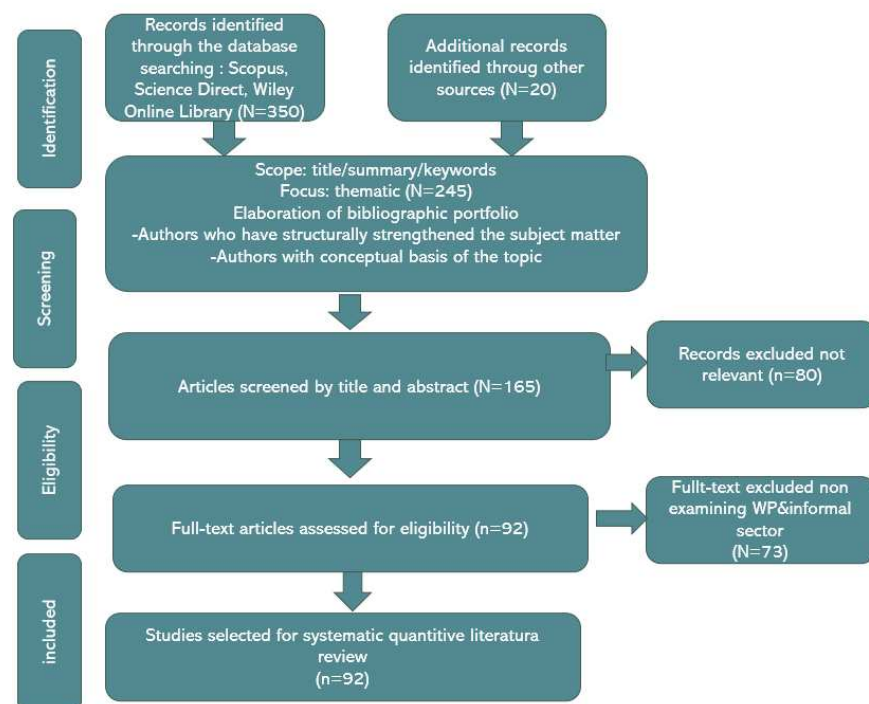 Identification
Records identified
through the database
searching : Scopus,
Science Direct, Wiley
Online Library (N=350)
Additional records
identified throug other
sources (N=20)
Scope: title/summary/keywords
Focus: thematic (N=245)
Elaboration of bibliographic portfolio
-Authors who have structurally strengthened the subject matter
-Authors with conceptual basis of the topic
Screening
Articles screened by title and abstract (N=165)
Records excluded not
relevant (n=80)
Eligibility
Full-text articles assessed for eligibility (n=92)
Fullt-text excluded non
examining WP&informal
sector
(N=73)
included
Studies selected for systematic quantitive literatura
review
(n=92)